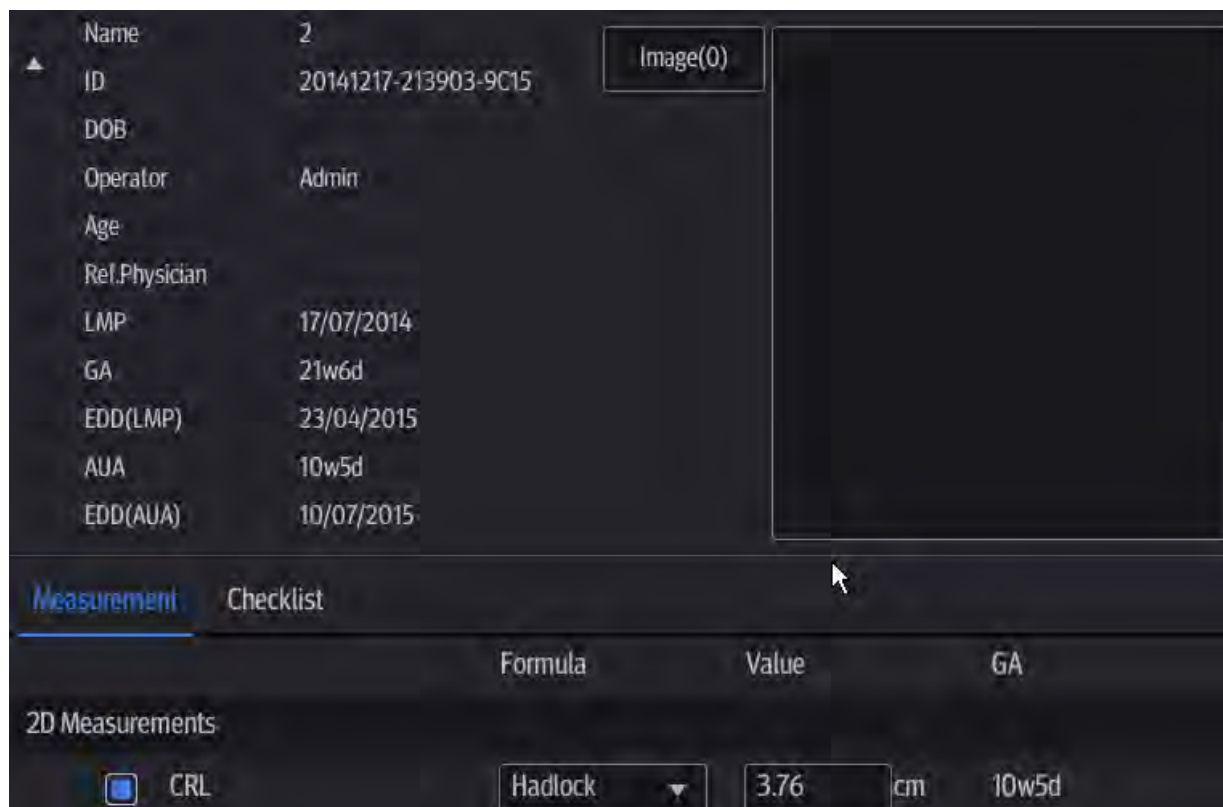 Name 2
Image(0)
ID 20141217-213903-9C15
DOB
Operator Admin
Age
Ref.Physician
LMP 17/07/2014
GA 21w6d
EDD(LMP) 23/04/2015
AUA 10w5d
EDD(AUA) 10/07/2015
Measurement Checklist
Formula Value GA
2D Measurements
CRL Hadlock 3.76 cm 10w5d